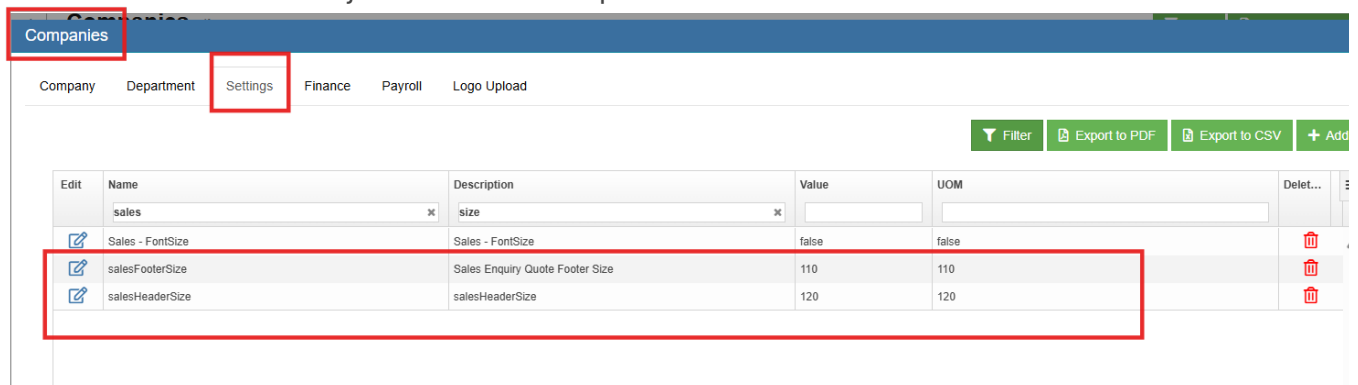 Companies
Company Department Settings Finance Payroll Logo Upload
Filter Export to PDF Export to CSV + Add
Edit Name Description Value UOM Delet...
sales size
Sales - FontSize Sales - FontSize false false
salesFooterSize Sales Enquiry Quote Footer Size 110 110
salesHeaderSize salesHeaderSize 120 120